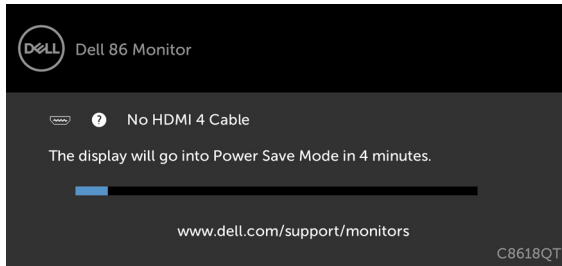 DELL
Dell 86 Monitor
? No HDMI 4 Cable
The display will go into Power Save Mode in 4 minutes.
www.dell.com/support/monitors
C8618QT